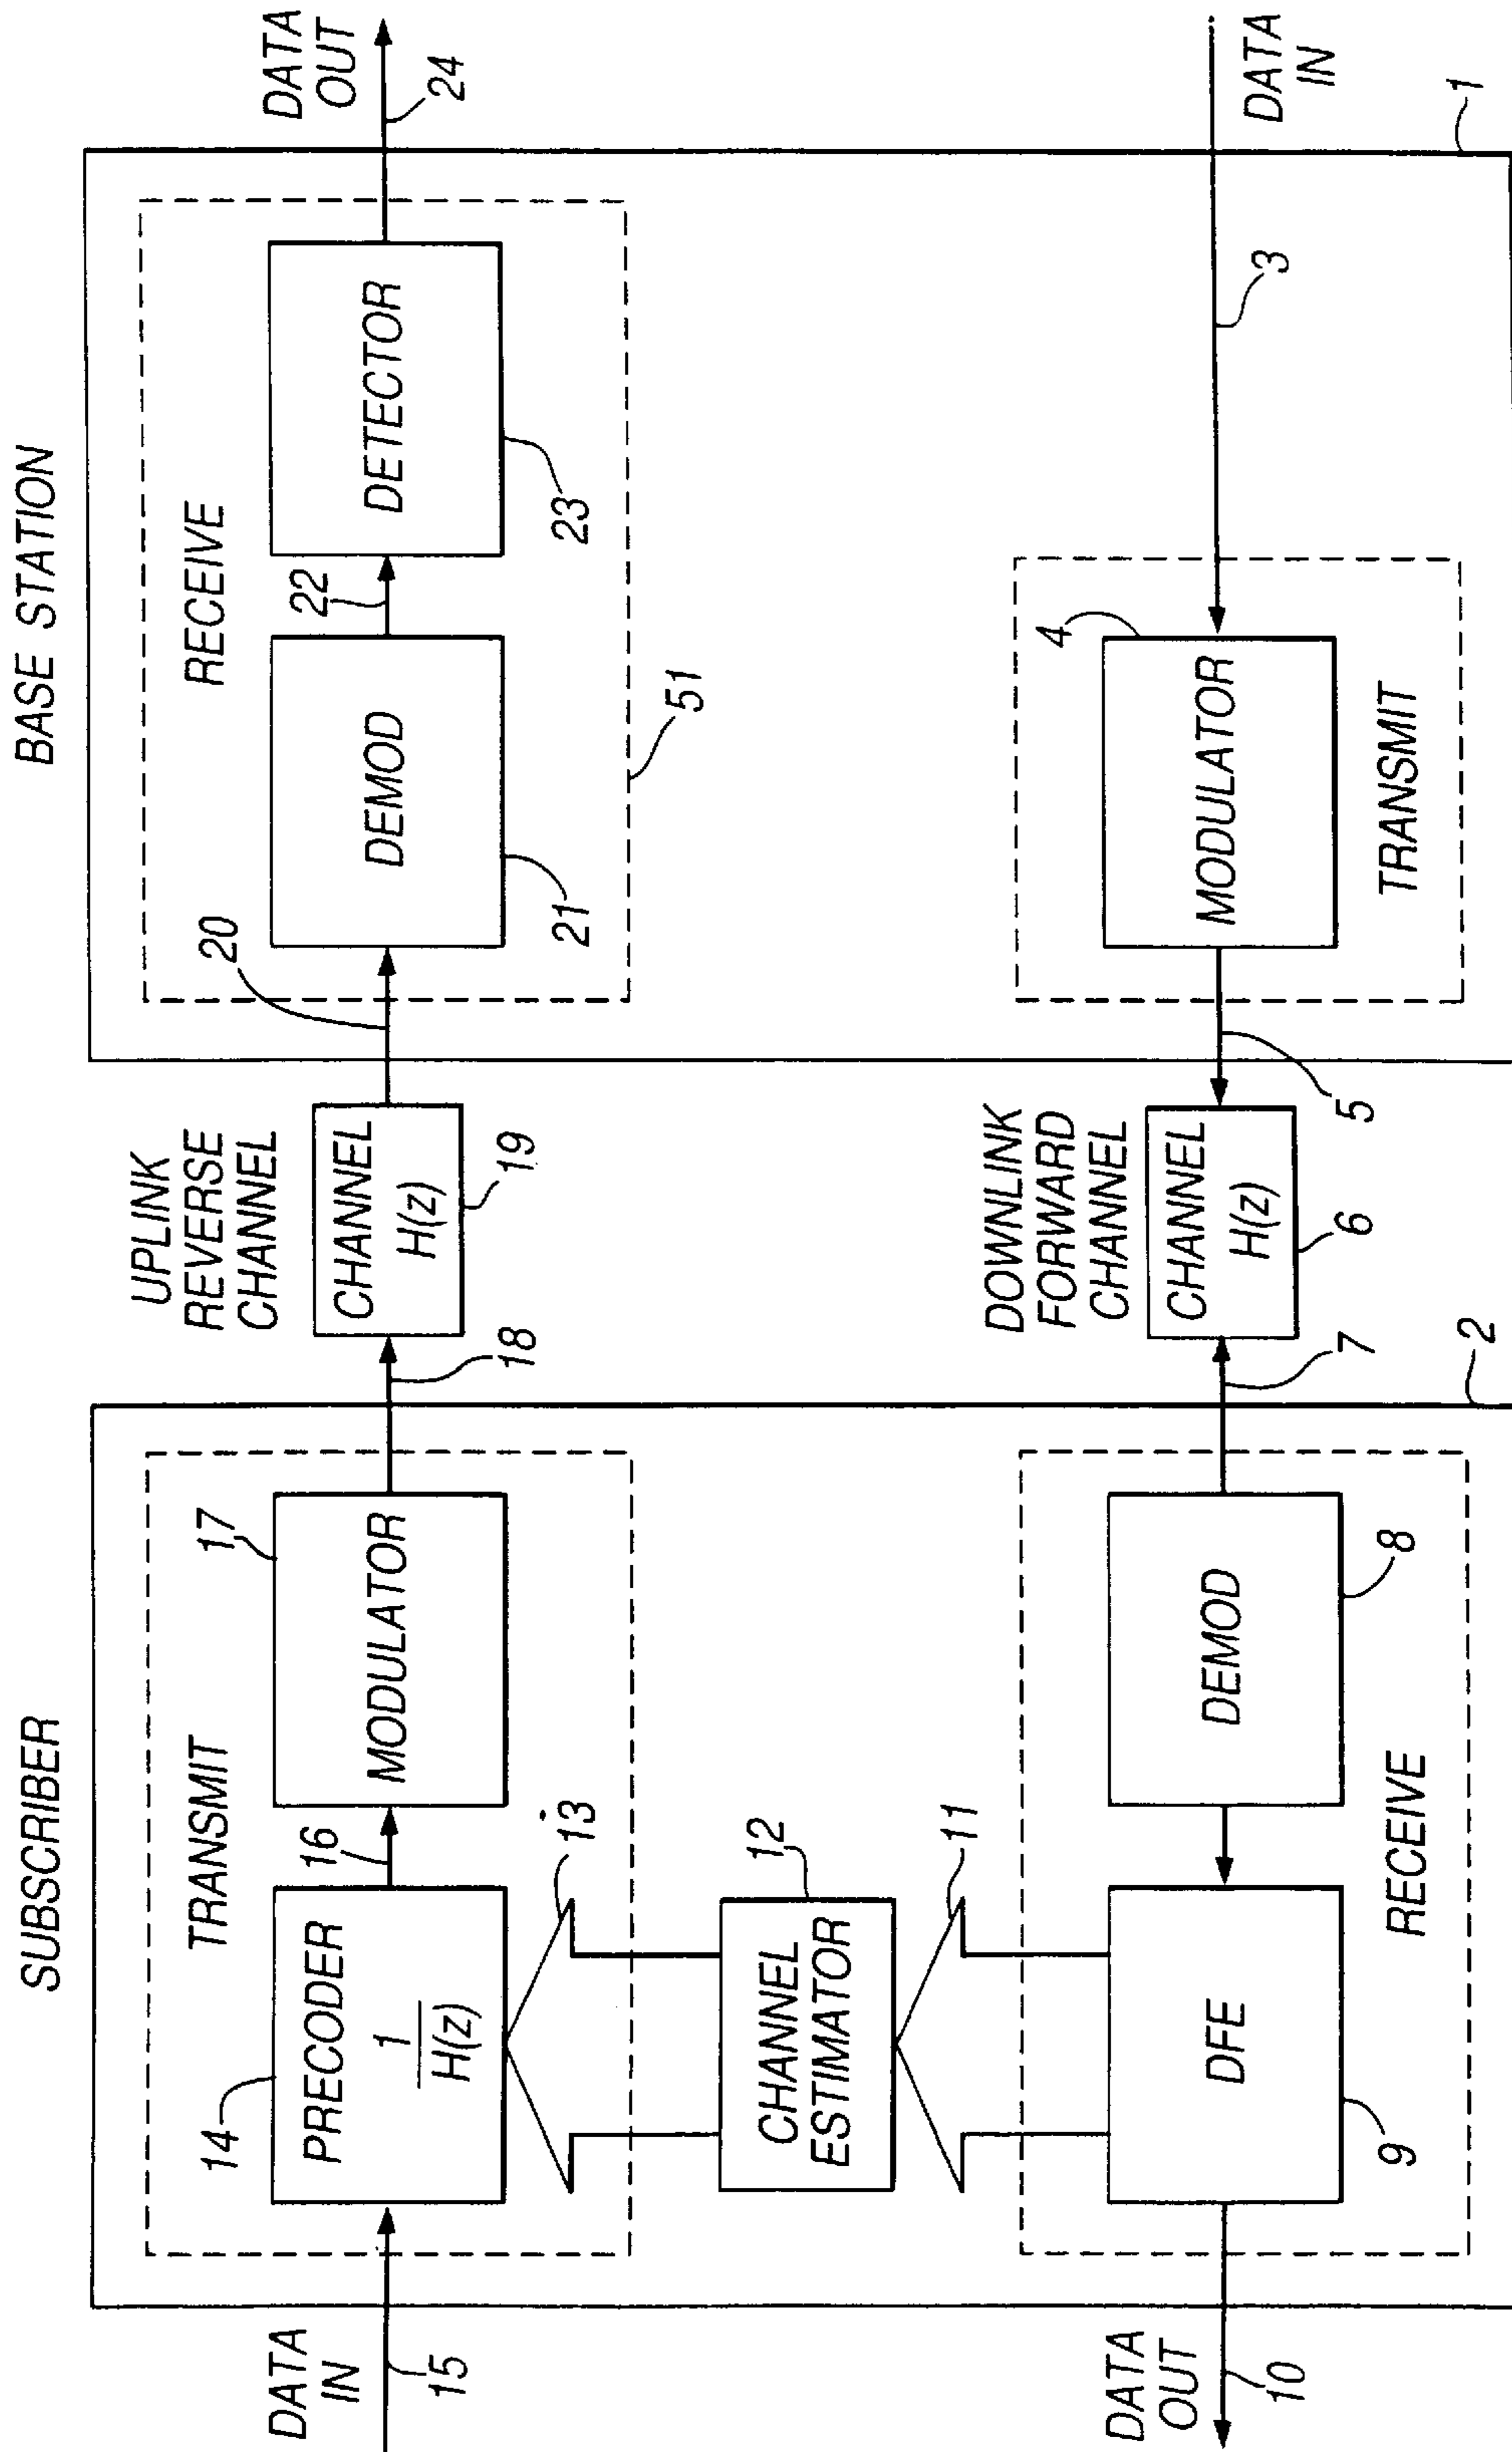 SUBSCRIBER
BASE STATION
DATA
IN
15
14
PRECODER
1
H(z)
TRANSMIT
16
17
MODULATOR
13
18
UPLINK
REVERSE
CHANNEL
CHANNEL
H(z)
19
20
RECEIVE
DEMOD
21
22
DETECTOR
23
51
DATA
OUT
24
CHANNEL
ESTIMATOR
12
11
DATA
OUT
10
DFE
9
DEMOD
8
RECEIVE
2
7
DOWNLINK
FORWARD
CHANNEL
CHANNEL
H(z)
6
5
4
MODULATOR
TRANSMIT
3
DATA
IN
1